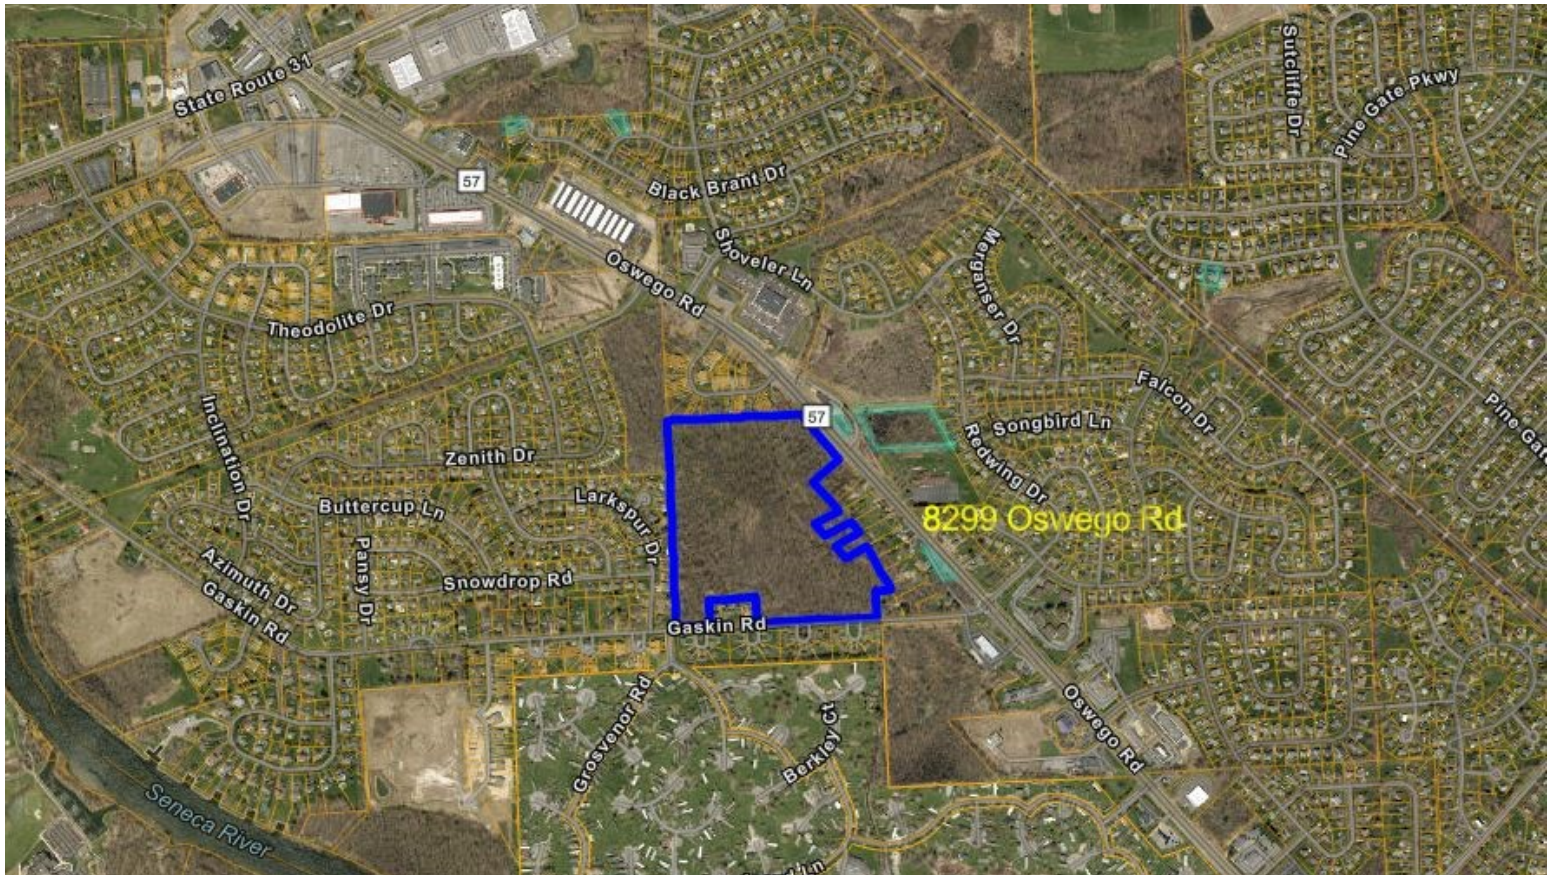 Sutcliffe Dr
State Route 31
Pine Gate Pkwy
57
Black Brant Dr
Shoveler Ln
Merganser Dr
Oswego Rd
Theodolite Dr
Falcon Dr
Pine Gate
57
Inclination Dr
Songbird Ln
Redwing Dr
Zenith Dr
Larkspur Dr
Buttercup Ln
8299 Oswego Rd
Azimuth Dr
Pansy Dr
Snowdrop Rd
Gaskin Rd
Gaskin Rd
Grosvenor Rd
Berkley Ct
Oswego Rd
Seneca River
Ln